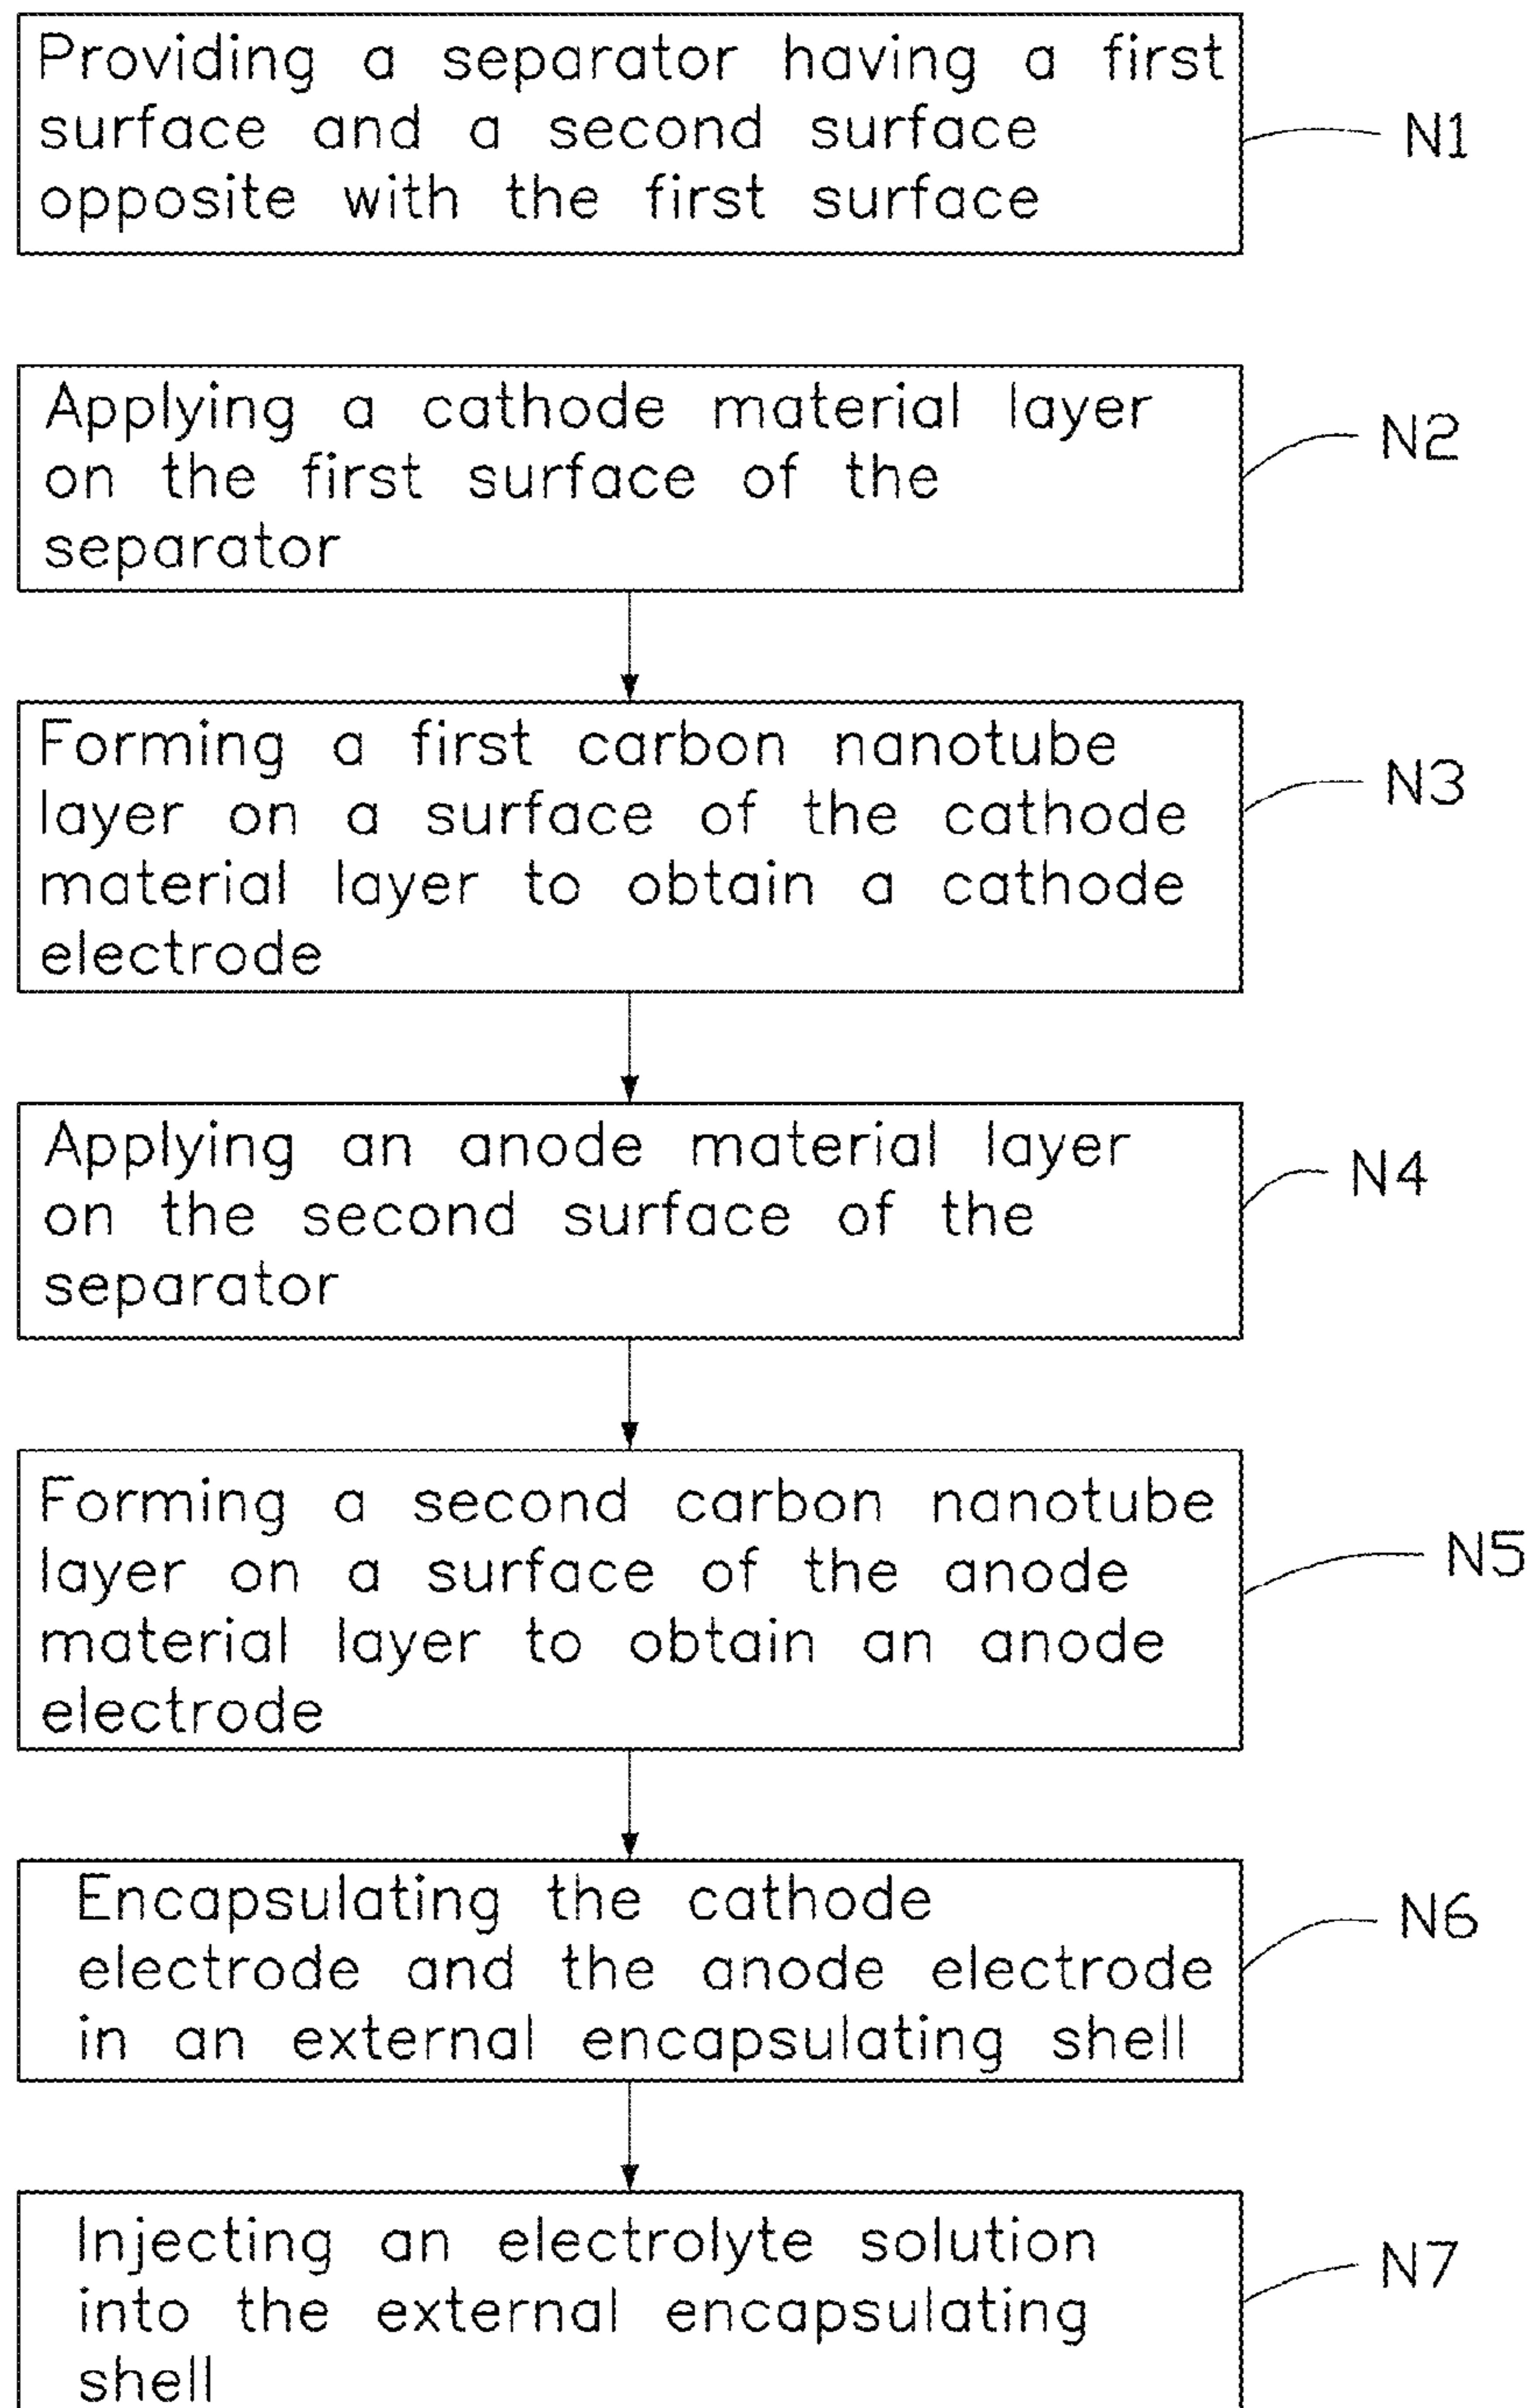 Providing a separator having a first
surface and a second surface
opposite with the first surface
N1
Applying a cathode material layer
on the first surface of the
separator
N2
Forming a first carbon nanotube
layer on a surface of the cathode
material layer to obtain a cathode
electrode
N3
Applying an anode material layer
on the second surface of the
separator
N4
Forming a second carbon nanotube
layer on a surface of the anode
material layer to obtain an anode
electrode
N5
Encapsulating the cathode
electrode and the anode electrode
in an external encapsulating shell
N6
Injecting an electrolyte solution
into the external encapsulating
shell
N7